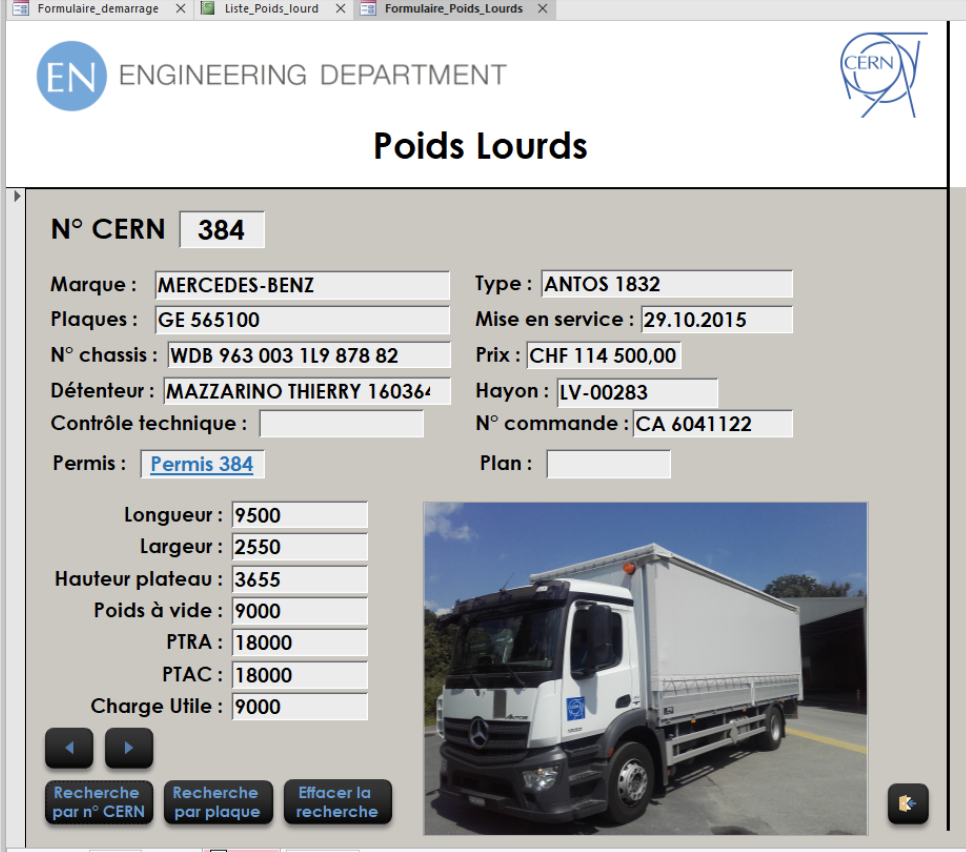 Formulaire_demarrage
Liste_Poids_lourd
Formulaire_Poids_Lourds
EN ENGINEERING DEPARTMENT
CERN
Poids Lourds
N° CERN 384
Marque : MERCEDES-BENZ
Type : ANTOS 1832
Plaques : GE 565100
Mise en service : 29.10.2015
N° chassis : WDB 963 003 1L9 878 82
Prix : CHF 114 500,00
Détenteur : MAZZARINO THIERRY 160364
Hayon : LV-00283
Contrôle technique :
N° commande : CA 6041122
Permis : Permis 384
Plan :
Longueur : 9500
Largeur : 2550
Hauteur plateau : 3655
Poids à vide : 9000
PTRA : 18000
PTAC : 18000
Charge Utile : 9000
Recherche
par n° CERN
Recherche
par plaque
Effacer la
recherche